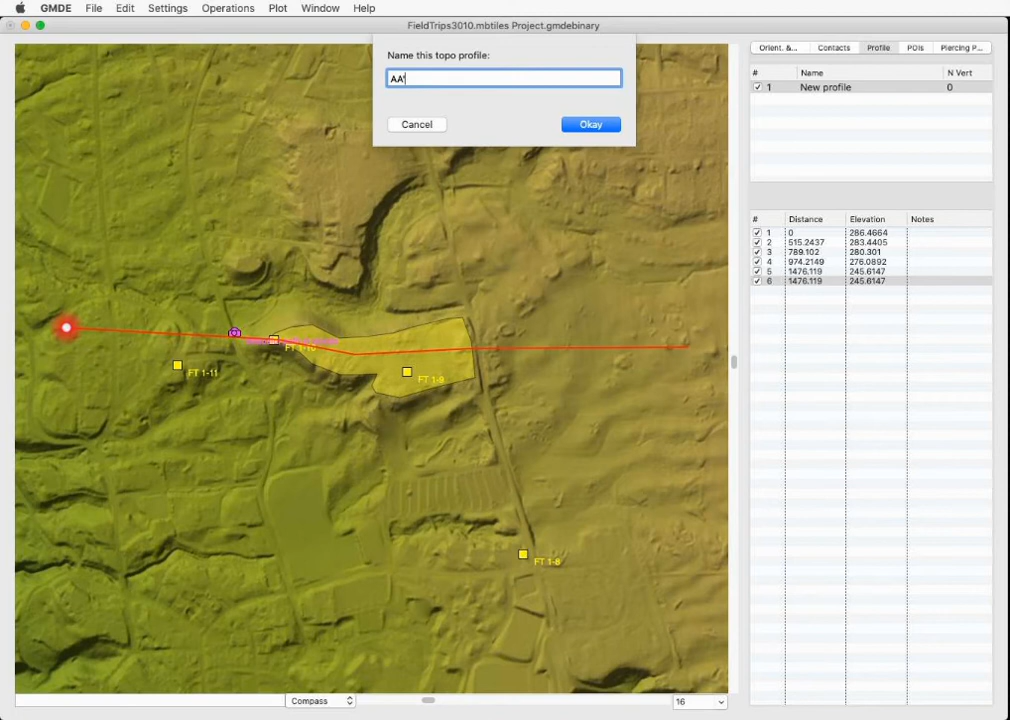 GMDE File Edit Settings Operations Plot Window Help
FieldTrips3010.mbtiles Project.gmdebinary
Name this topo profile:
AA'
Cancel Okay
Orient. &... Contacts Profile POIs Piercing P...
# Name N Vert
1 New profile 0
# Distance Elevation Notes
1 0 286.4664
2 515.2437 283.4405
3 789.102 280.301
4 974.2149 276.0892
5 1476.119 245.6147
6 1476.119 245.6147
FT 1-10
FT 1-11
FT 1-9
FT 1-8
Compass
16